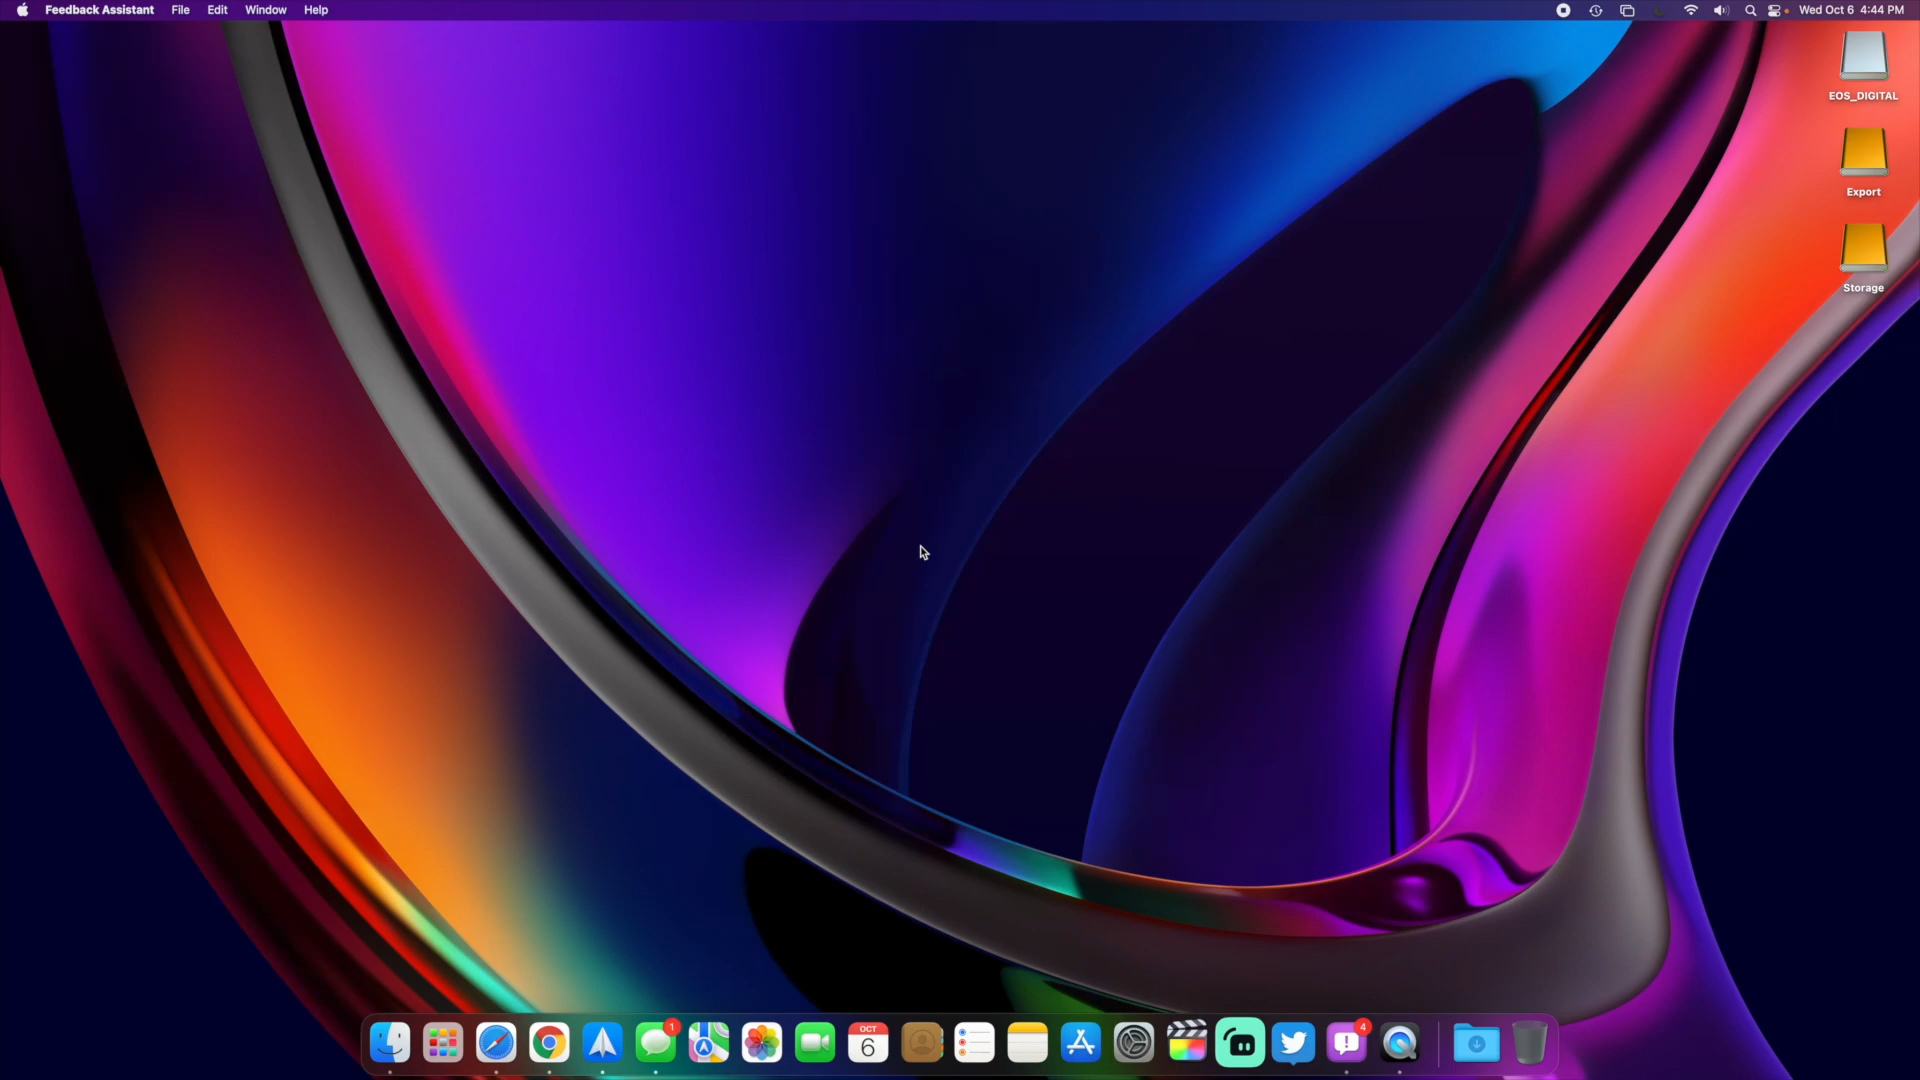 Feedback Assistant File Edit Window Help Wed Oct 6 4:44 PM
EOS_DIGITAL
Export
Storage
1
OCT
6
4